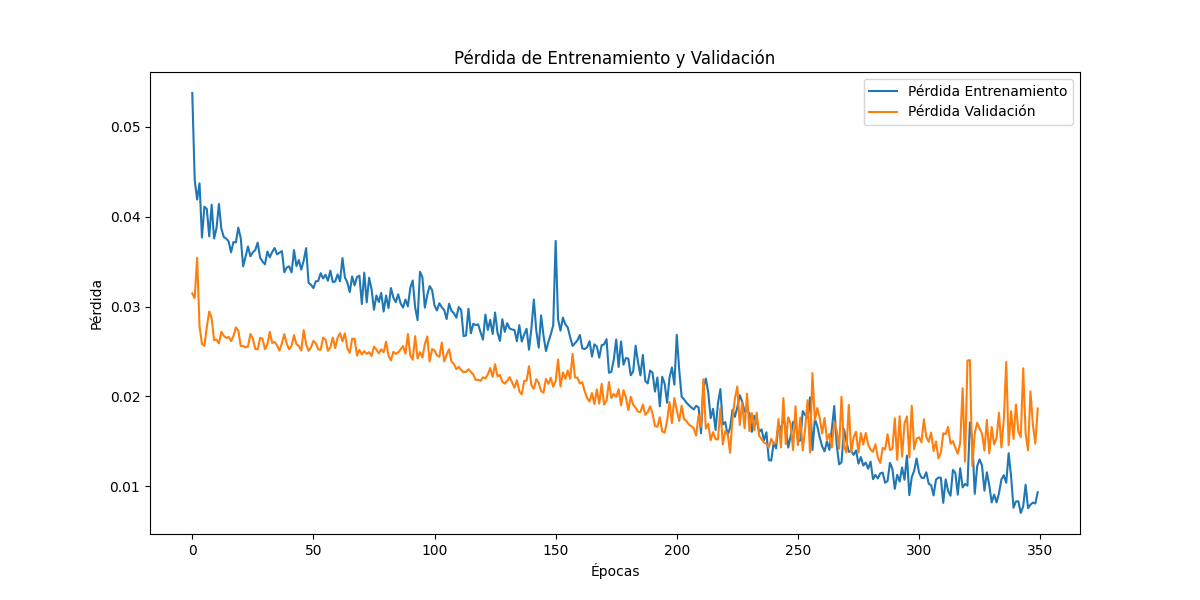 Pérdida de Entrenamiento y Validación
Pérdida Entrenamiento
Pérdida Validación
0.05
0.04
0.03
0.02
0.01
Pérdida
0 50 100 150 200 250 300 350
Épocas